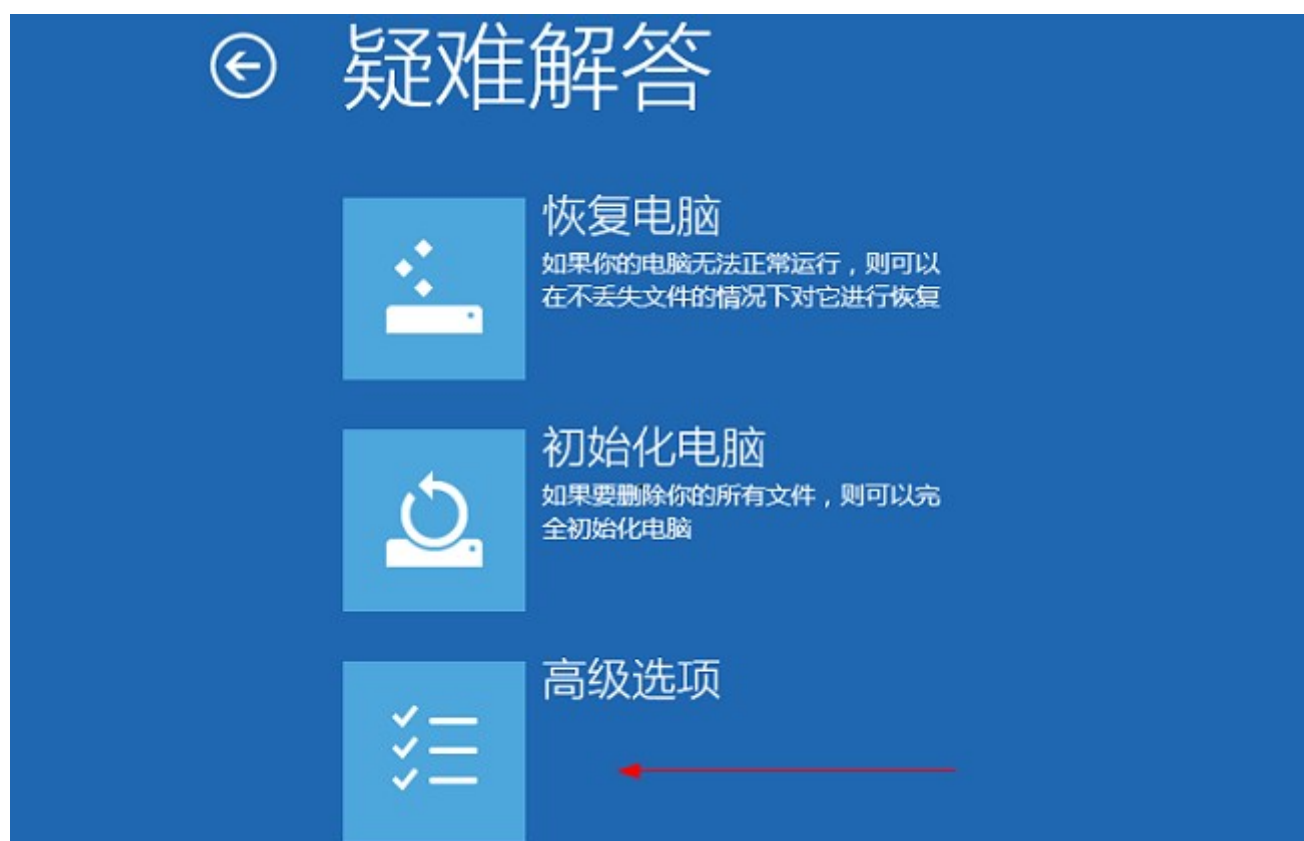 疑难解答
恢复电脑
如果你的电脑无法正常运行，则可以
在不丢失文件的情况下对它进行恢复
初始化电脑
如果要删除你的所有文件，则可以完
全初始化电脑
高级选项